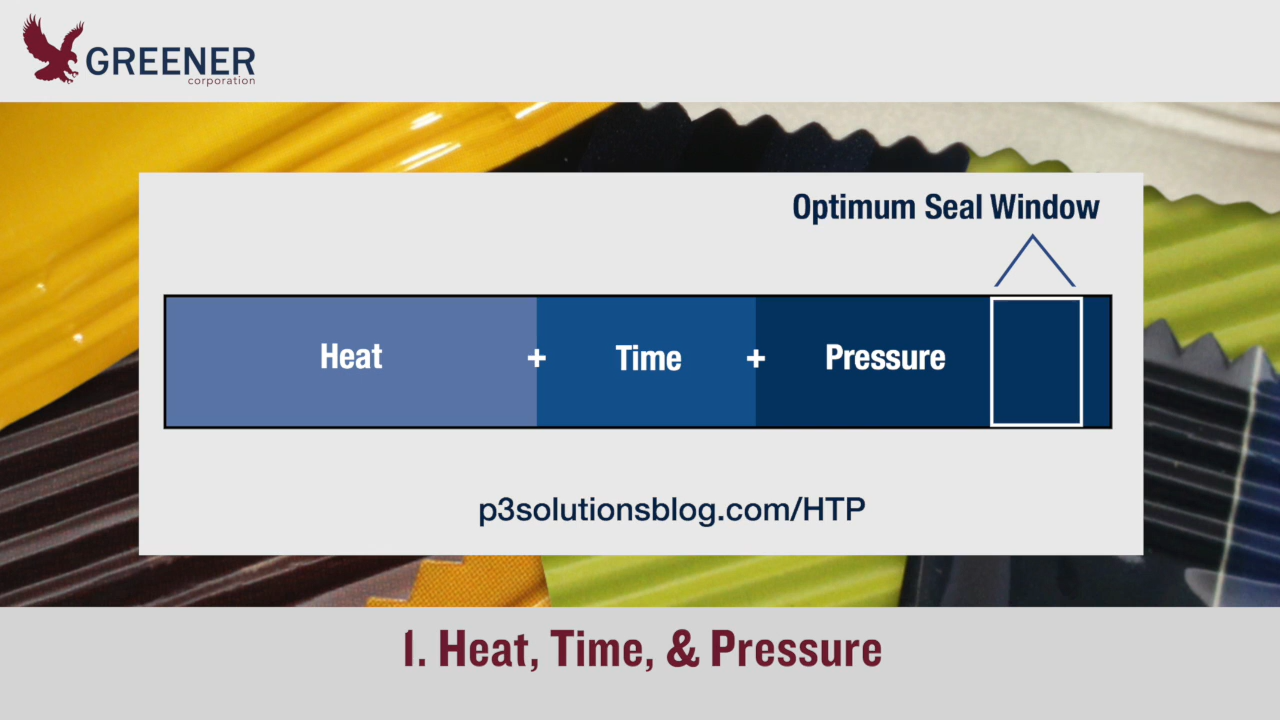 GREENER
corporation
Optimum Seal Window
Heat + Time + Pressure
p3solutionsblog.com/HTP
1. Heat, Time, & Pressure